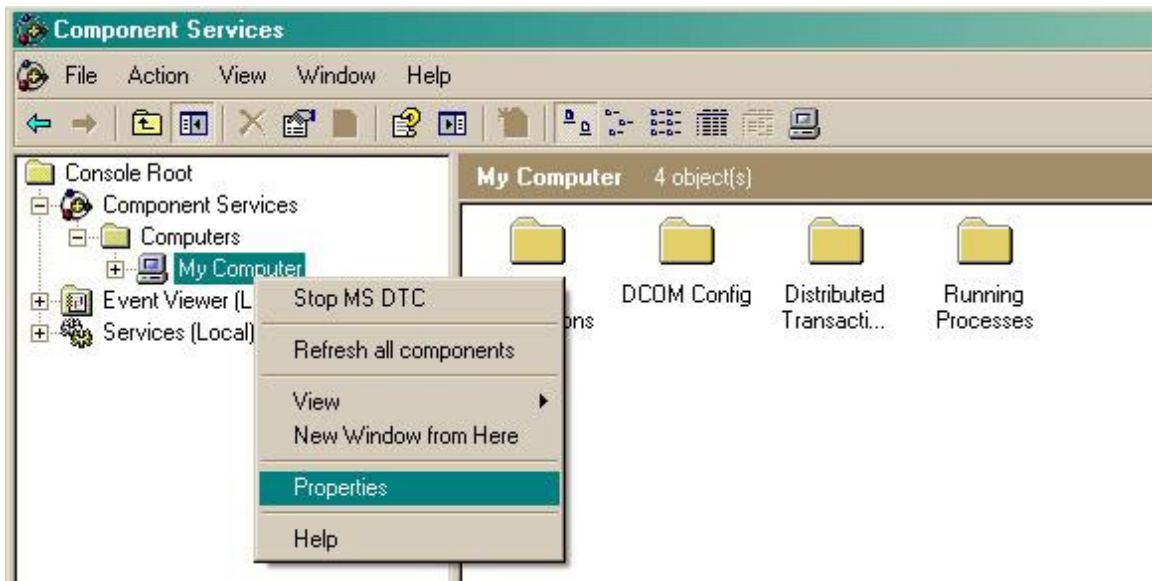 Component Services
File Action View Window Help
Console Root
Component Services
Computers
My Computer
Event Viewer (L
Services (Local)
My Computer 4 object(s)
ons
DCOM Config
Distributed
Transacti...
Running
Processes
Stop MS DTC
Refresh all components
View
New Window from Here
Properties
Help